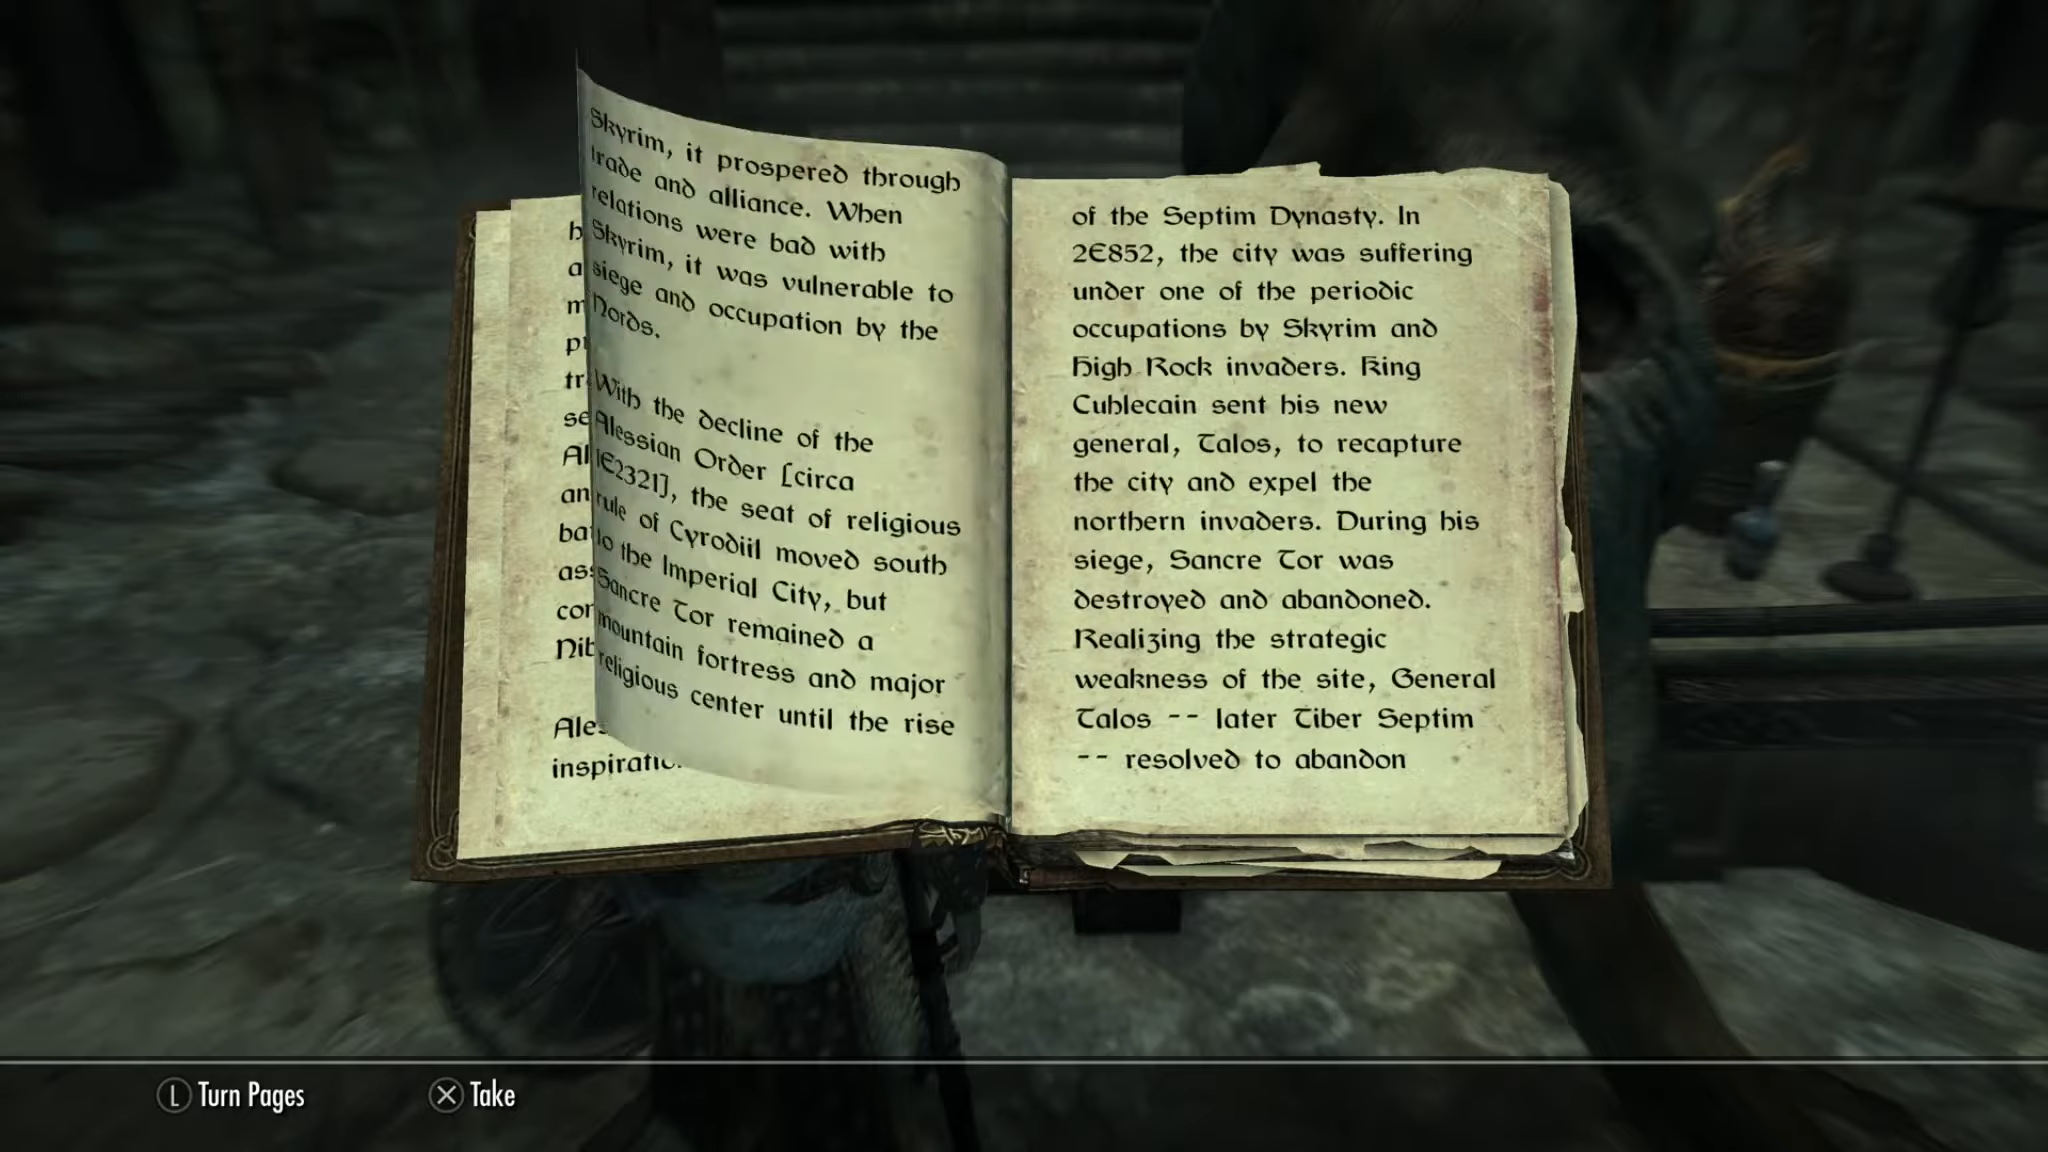 Skyrim, it prospered through
trade and alliance. When
relations were bad with
Skyrim, it was vulnerable to
siege and occupation by the
Nords.
With the decline of the
Alessian Order [circa
1E2321], the seat of religious
rule of Cyrodiil moved south
to the Imperial City, but
Sancre Tor remained a
mountain fortress and major
religious center until the rise
of the Septim Dynasty. In
2E852, the city was suffering
under one of the periodic
occupations by Skyrim and
High Rock invaders. King
Cuhlecain sent his new
general, Talos, to recapture
the city and expel the
northern invaders. During his
siege, Sancre Tor was
destroyed and abandoned.
Realizing the strategic
weakness of the site, General
Talos -- later Tiber Septim
-- resolved to abandon
L Turn Pages
X Take